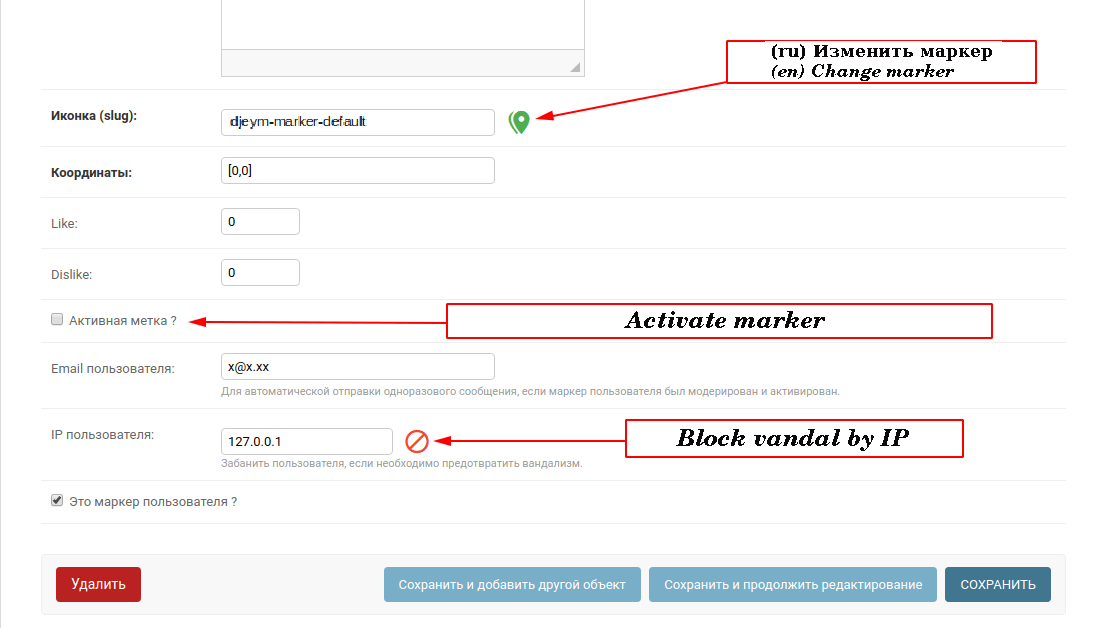 (ru) Изменить маркер
(en) Change marker
Иконка (slug):
djeym-marker-default
Координаты:
[0,0]
Like:
0
Dislike:
0
Активная метка ?
Activate marker
Email пользователя:
x@x.xx
Для автоматической отправки одноразового сообщения, если маркер пользователя был модерирован и активирован.
IP пользователя:
127.0.0.1
Block vandal by IP
Забанить пользователя, если необходимо предотвратить вандализм.
Это маркер пользователя ?
Удалить
Сохранить и добавить другой объект
Сохранить и продолжить редактирование
СОХРАНИТЬ